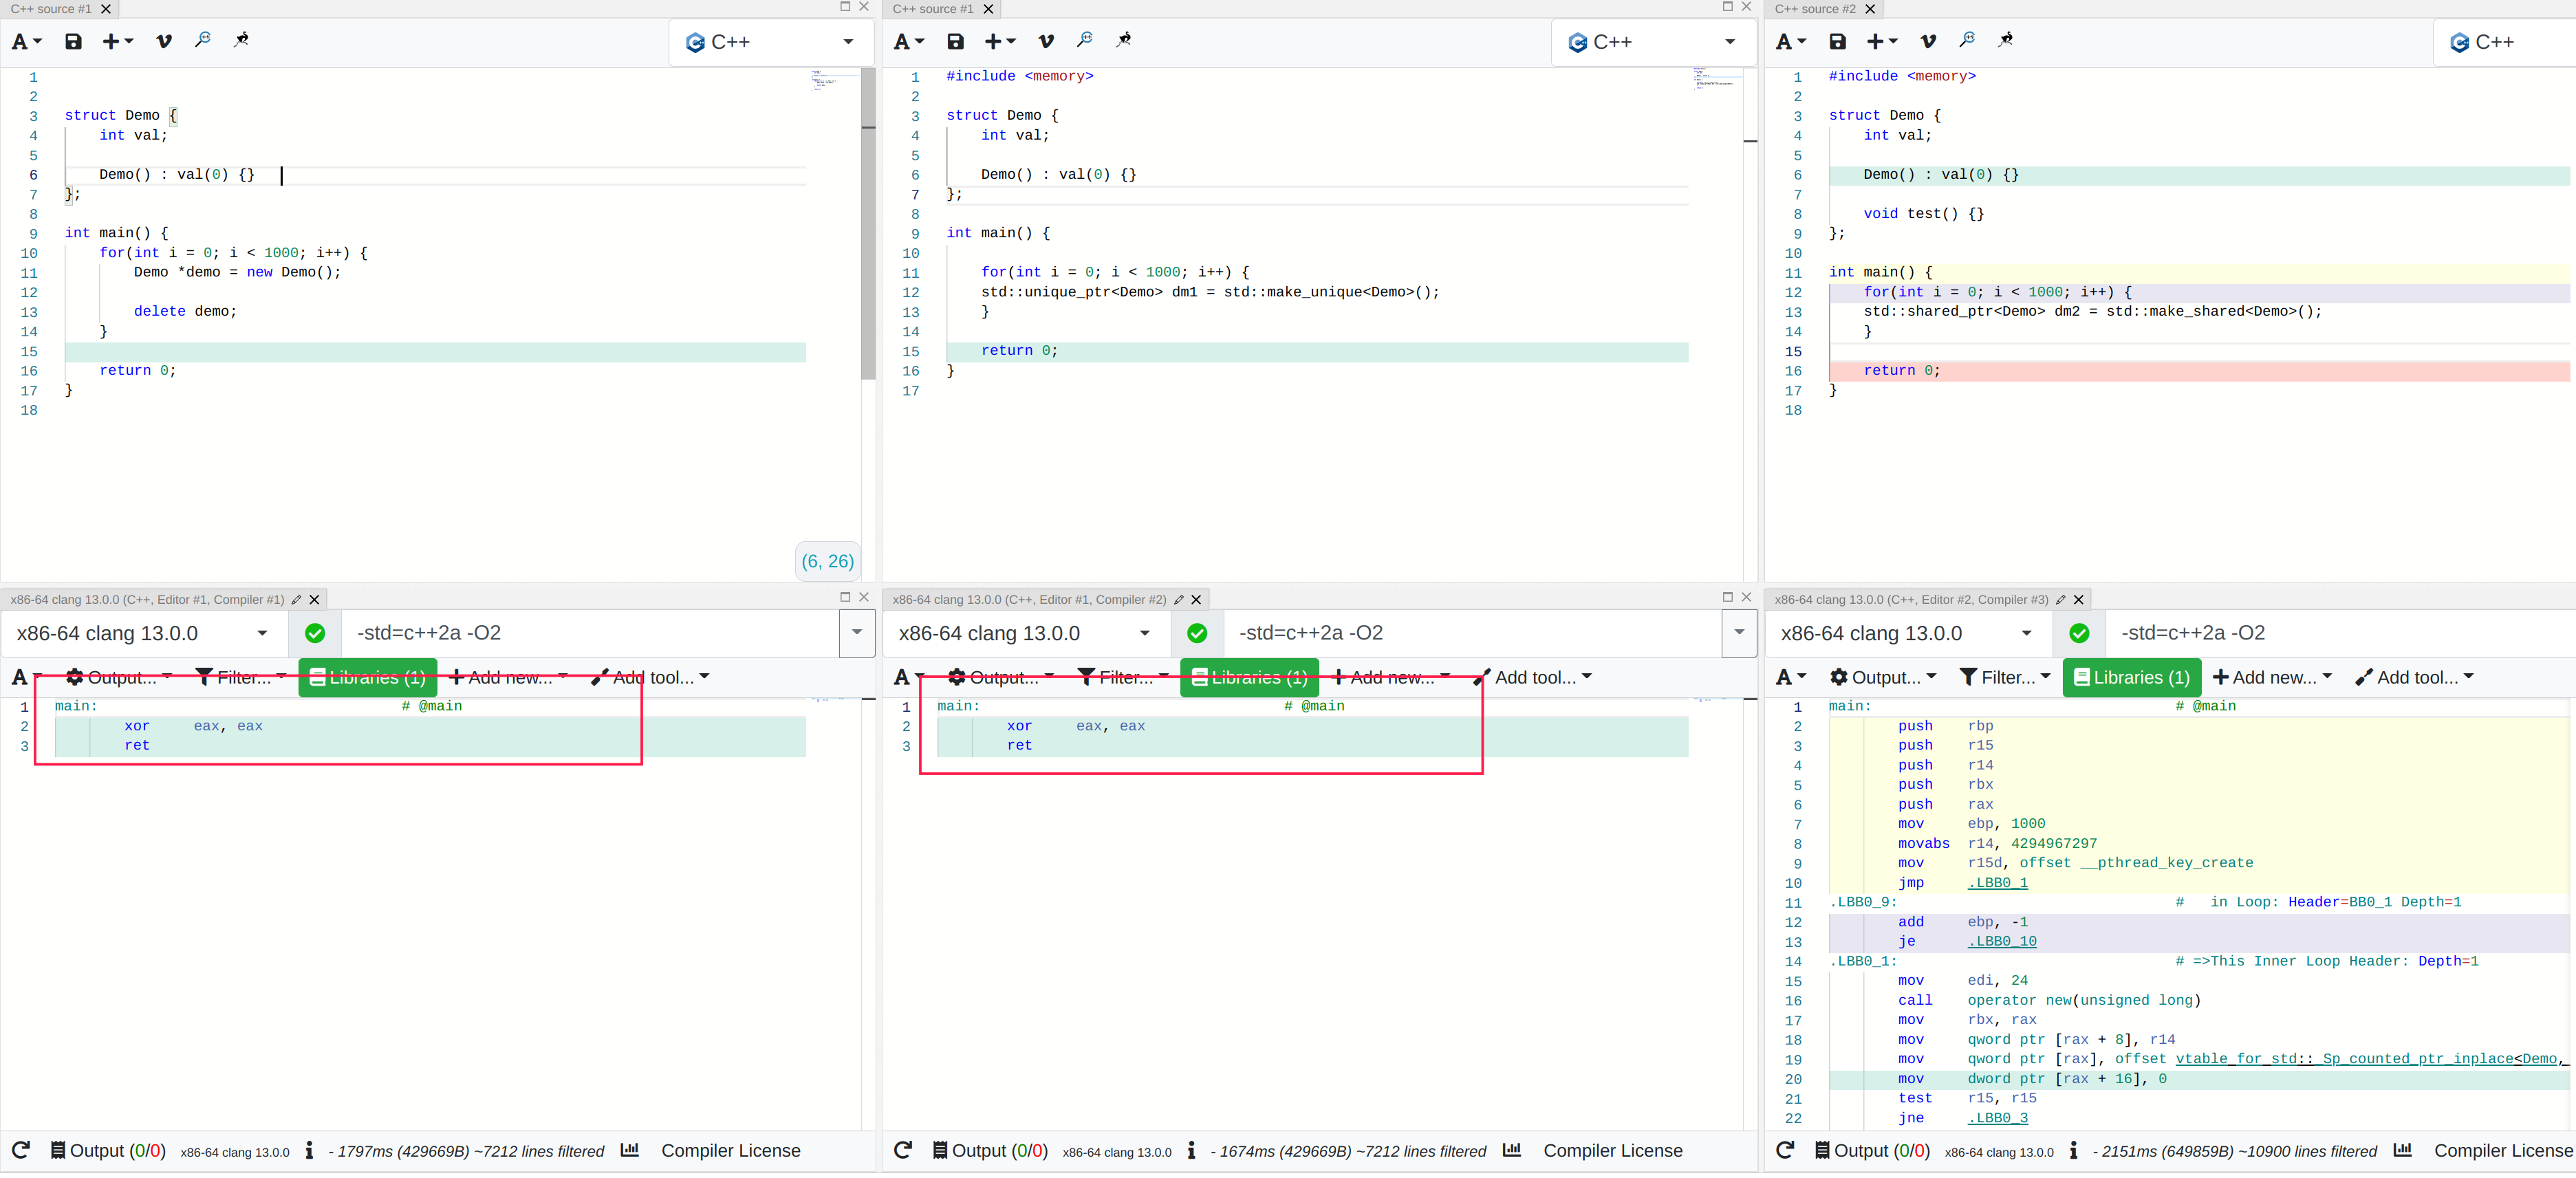 C++ source #1
C++
1
2
3 struct Demo {
4 int val;
5
6 Demo() : val(0) {}
7 };
8
9 int main() {
10 for(int i = 0; i < 1000; i++) {
11 Demo *demo = new Demo();
12
13 delete demo;
14 }
15
16 return 0;
17 }
18
(6, 26)
C++ source #1
C++
1 #include <memory>
2
3 struct Demo {
4 int val;
5
6 Demo() : val(0) {}
7 };
8
9 int main() {
10
11 for(int i = 0; i < 1000; i++) {
12 std::unique_ptr<Demo> dm1 = std::make_unique<Demo>();
13 }
14
15 return 0;
16 }
17
C++ source #2
C++
1 #include <memory>
2
3 struct Demo {
4 int val;
5
6 Demo() : val(0) {}
7
8 void test() {}
9 };
10
11 int main() {
12 for(int i = 0; i < 1000; i++) {
13 std::shared_ptr<Demo> dm2 = std::make_shared<Demo>();
14 }
15
16 return 0;
17 }
18
x86-64 clang 13.0.0 (C++, Editor #1, Compiler #1)
x86-64 clang 13.0.0 -std=c++2a -O2
A Output... Filter... Libraries (1) Add new... Add tool...
1 main: # @main
2 xor eax, eax
3 ret
Output (0/0) x86-64 clang 13.0.0 - 1797ms (429669B) ~7212 lines filtered Compiler License
x86-64 clang 13.0.0 (C++, Editor #1, Compiler #2)
x86-64 clang 13.0.0 -std=c++2a -O2
A Output... Filter... Libraries (1) Add new... Add tool...
1 main: # @main
2 xor eax, eax
3 ret
Output (0/0) x86-64 clang 13.0.0 - 1674ms (429669B) ~7212 lines filtered Compiler License
x86-64 clang 13.0.0 (C++, Editor #2, Compiler #3)
x86-64 clang 13.0.0 -std=c++2a -O2
A Output... Filter... Libraries (1) Add new... Add tool...
1 main: # @main
2 push rbp
3 push r15
4 push r14
5 push rbx
6 push rax
7 mov ebp, 1000
8 movabs r14, 4294967297
9 mov r15d, offset __pthread_key_create
10 jmp .LBB0_1
11 .LBB0_9: # in Loop: Header=BB0_1 Depth=1
12 add ebp, -1
13 je .LBB0_10
14 .LBB0_1: # =>This Inner Loop Header: Depth=1
15 mov edi, 24
16 call operator new(unsigned long)
17 mov rbx, rax
18 mov qword ptr [rax + 8], r14
19 mov qword ptr [rax], offset vtable for std::_Sp_counted_ptr_inplace<Demo,
20 mov dword ptr [rax + 16], 0
21 test r15, r15
22 jne .LBB0_3
Output (0/0) x86-64 clang 13.0.0 - 2151ms (649859B) ~10900 lines filtered Compiler License